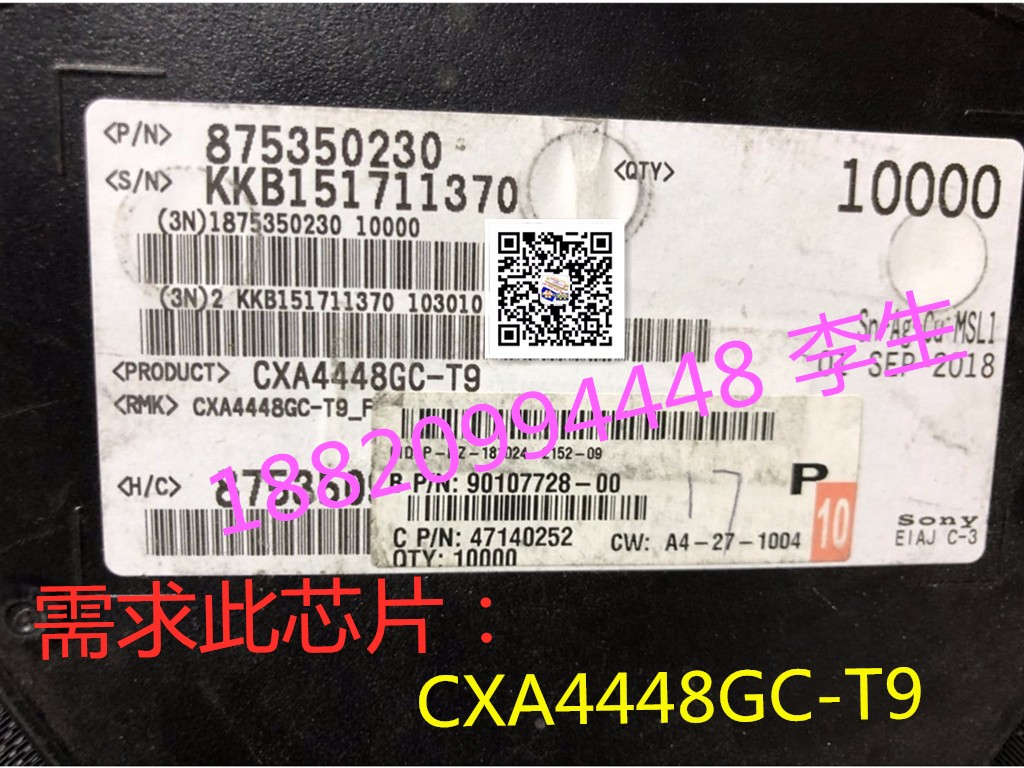 <P/N> 875350230
<S/N> KKB151711370
<QTY> 10000
(3N)1875350230 10000
(3N)2 KKB151711370 103010
Sn-Ag-Cu MSL1
SEP 2018
<PRODUCT> CXA4448GC-T9
<RMK> CXA4448GC-T9_F
18820994448 李生
<H/C> 8753502
B P/N: 90107728-00
17
P
10
C P/N: 47140252
CW: A4-27-1004
QTY: 10000
Sony
EIAJ C-3
需求此芯片：
CXA4448GC-T9